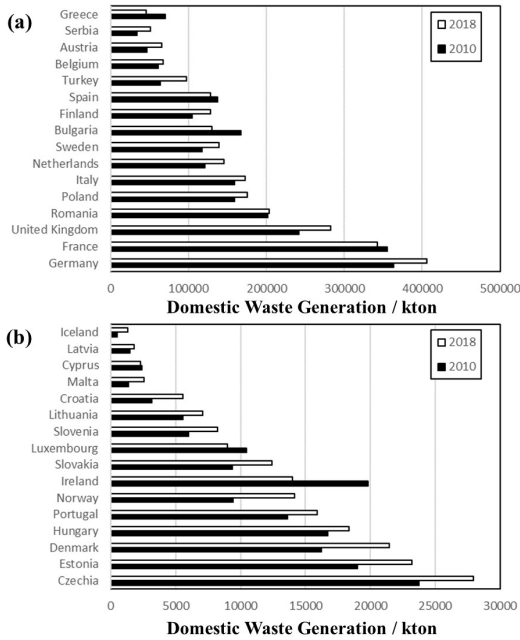 (a)
Greece
Serbia
Austria
Belgium
Turkey
Spain
Finland
Bulgaria
Sweden
Netherlands
Italy
Poland
Romania
United Kingdom
France
Germany
2018
2010
0 100000 200000 300000 400000 500000
Domestic Waste Generation / kton
(b)
Iceland
Latvia
Cyprus
Malta
Croatia
Lithuania
Slovenia
Luxembourg
Slovakia
Ireland
Norway
Portugal
Hungary
Denmark
Estonia
Czechia
2018
2010
0 5000 10000 15000 20000 25000 30000
Domestic Waste Generation / kton